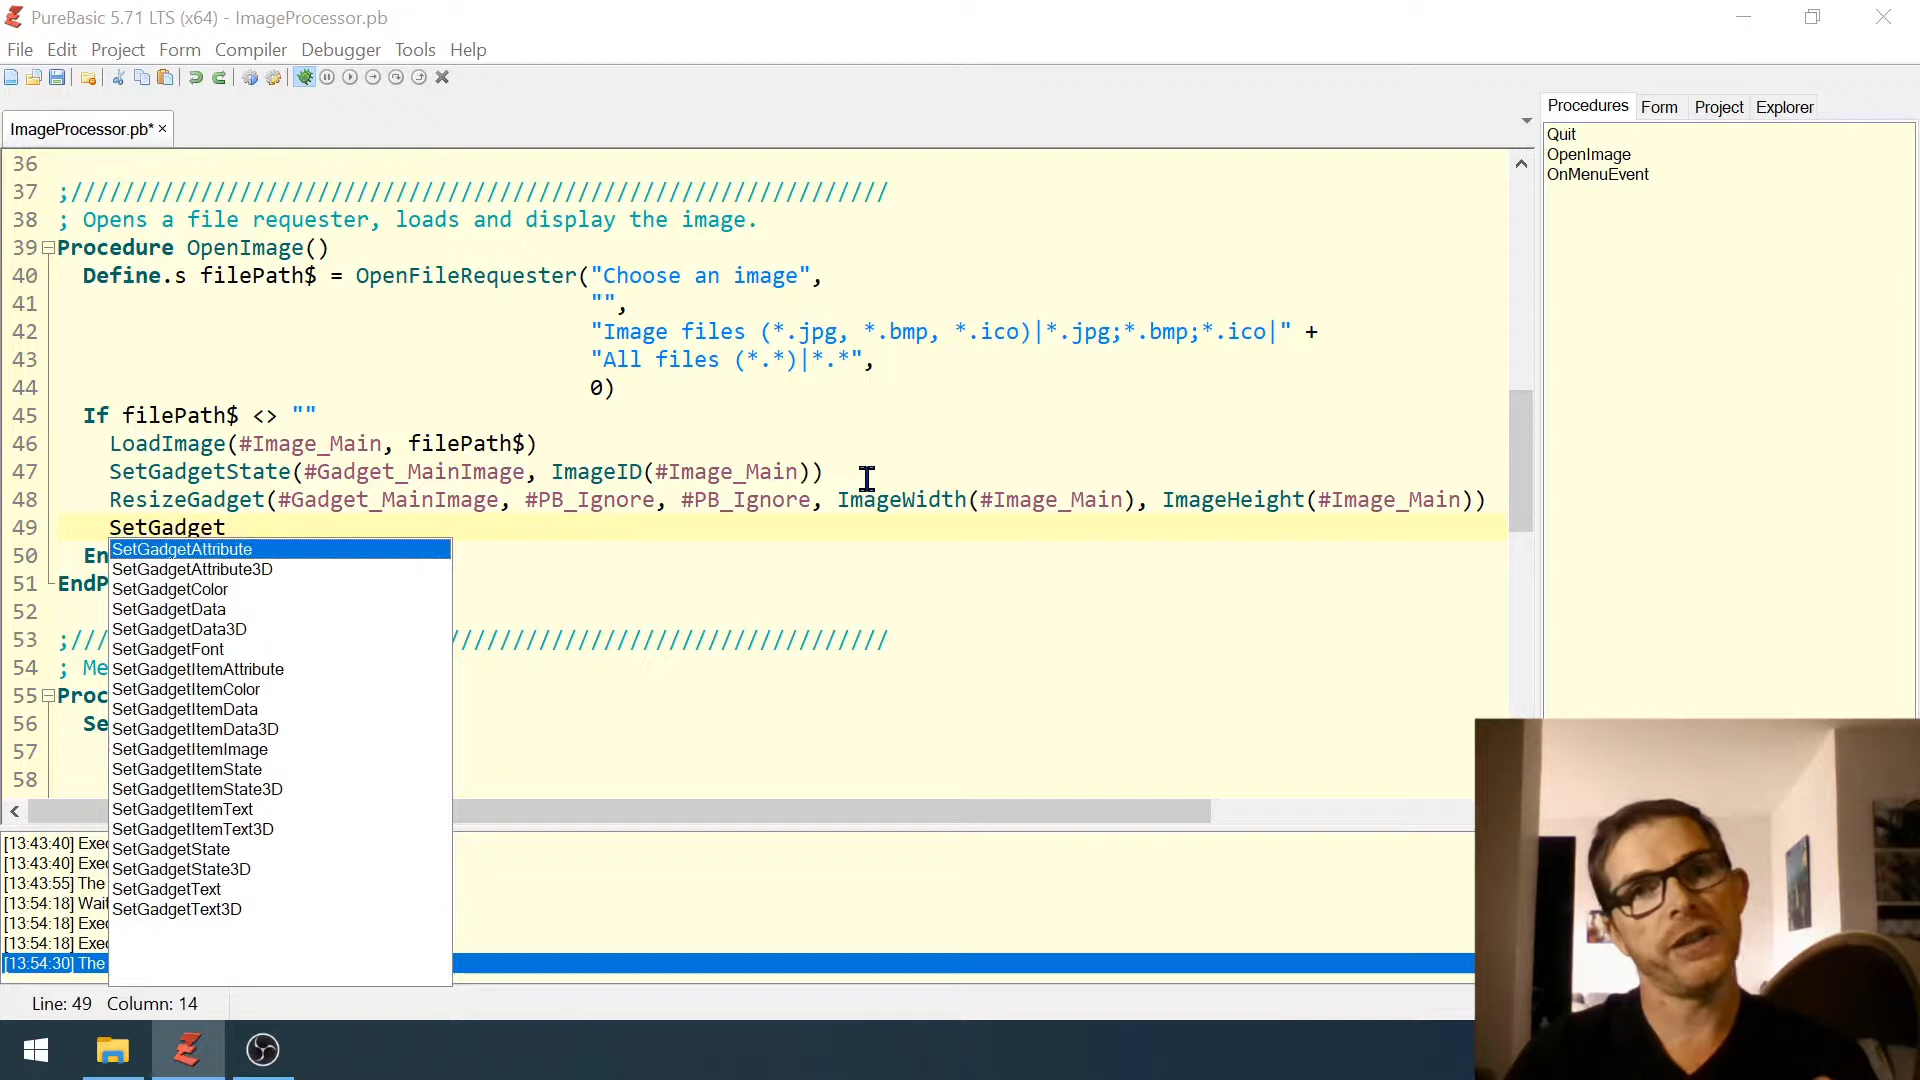 PureBasic 5.71 LTS (x64) - ImageProcessor.pb
File Edit Project Form Compiler Debugger Tools Help
ImageProcessor.pb* ×
Procedures Form Project Explorer
Quit
OpenImage
OnMenuEvent
36
37 ;///////////////////////////////////////////////////////////////
38 ; Opens a file requester, loads and display the image.
39 Procedure OpenImage()
40 Define.s filePath$ = OpenFileRequester("Choose an image",
41 "",
42 "Image files (*.jpg, *.bmp, *.ico)|*.jpg;*.bmp;*.ico|" +
43 "All files (*.*)|*.*",
44 0)
45 If filePath$ <> ""
46 LoadImage(#Image_Main, filePath$)
47 SetGadgetState(#Gadget_MainImage, ImageID(#Image_Main))
48 ResizeGadget(#Gadget_MainImage, #PB_Ignore, #PB_Ignore, ImageWidth(#Image_Main), ImageHeight(#Image_Main))
49 SetGadget
50 En
51 EndP
52
53 ;/// /////////////////////////////////
54 ; Me
55 Proc
56 Se
57
58
SetGadgetAttribute
SetGadgetAttribute3D
SetGadgetColor
SetGadgetData
SetGadgetData3D
SetGadgetFont
SetGadgetItemAttribute
SetGadgetItemColor
SetGadgetItemData
SetGadgetItemData3D
SetGadgetItemImage
SetGadgetItemState
SetGadgetItemState3D
SetGadgetItemText
SetGadgetItemText3D
SetGadgetState
SetGadgetState3D
SetGadgetText
SetGadgetText3D
[13:43:40] Exec
[13:43:40] Exec
[13:43:55] The
[13:54:18] Wait
[13:54:18] Exec
[13:54:18] Exec
[13:54:30] The
Line: 49 Column: 14